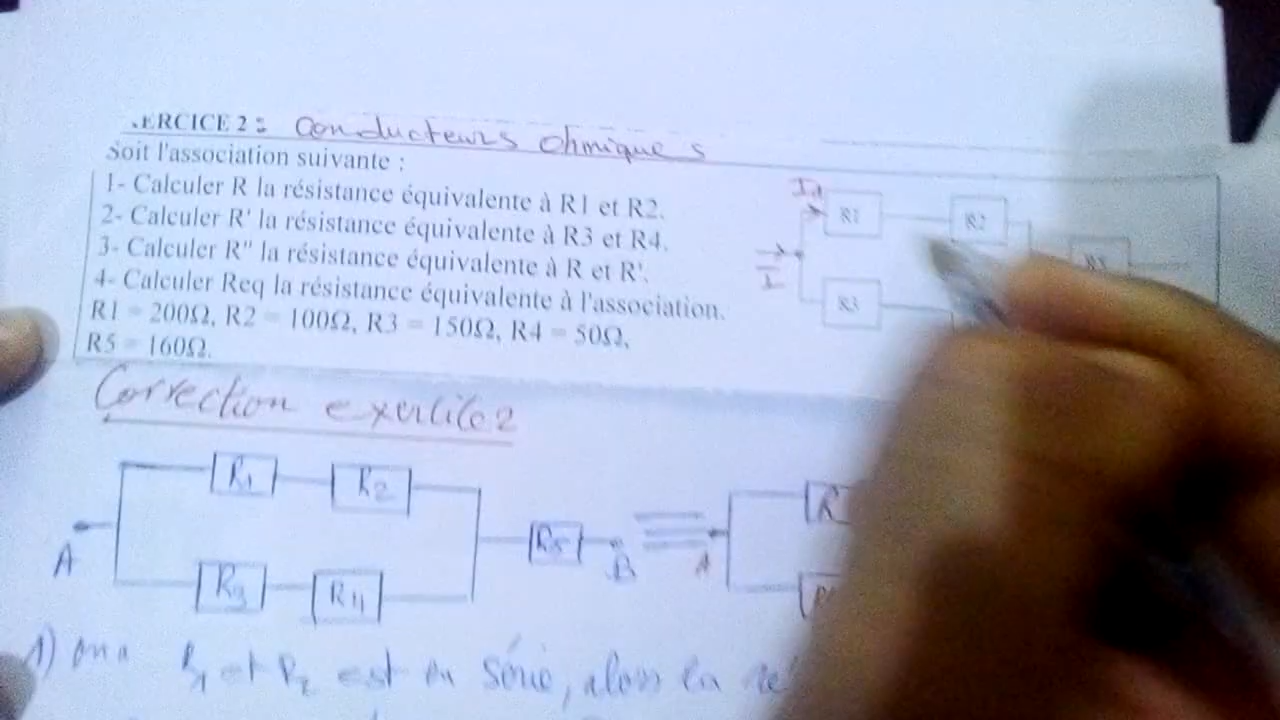 ERCICE 2 : conducteurs ohmiques
Soit l'association suivante :
1- Calculer R la résistance équivalente à R1 et R2.
2- Calculer R' la résistance équivalente à R3 et R4.
3- Calculer R'' la résistance équivalente à R et R'.
4- Calculer Req la résistance équivalente à l'association.
R1 = 200Ω, R2 = 100Ω, R3 = 150Ω, R4 = 50Ω,
R5 = 160Ω.
I1
R1
R2
I
R3
Correction exercice 2
R1
R2
R
A
R5
B
A
R3
R4
1) on a R1 et R2 est en série, alors la ré